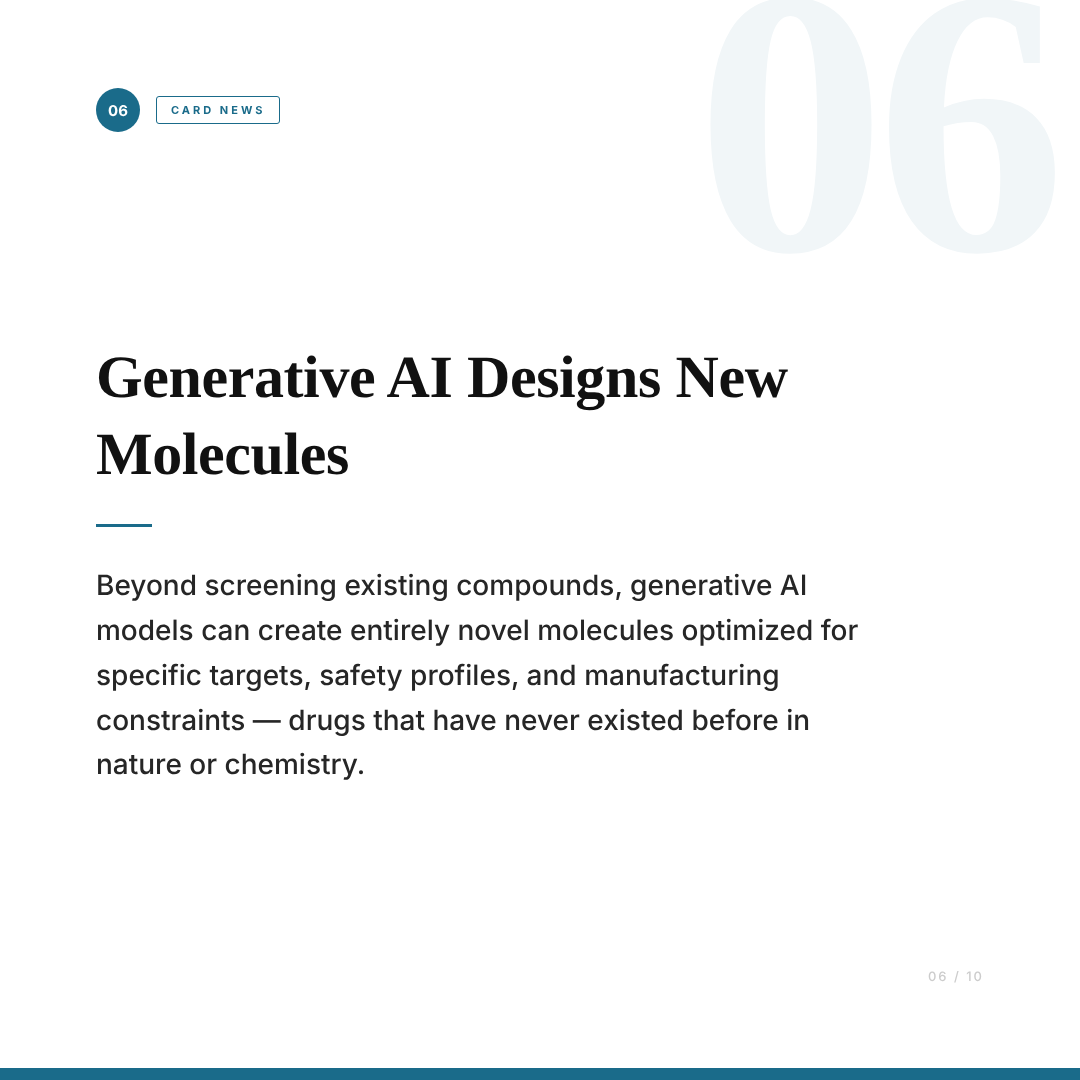 06
06
CARD NEWS
Generative AI Designs New
Molecules
Beyond screening existing compounds, generative AI
models can create entirely novel molecules optimized for
specific targets, safety profiles, and manufacturing
constraints — drugs that have never existed before in
nature or chemistry.
06 / 10